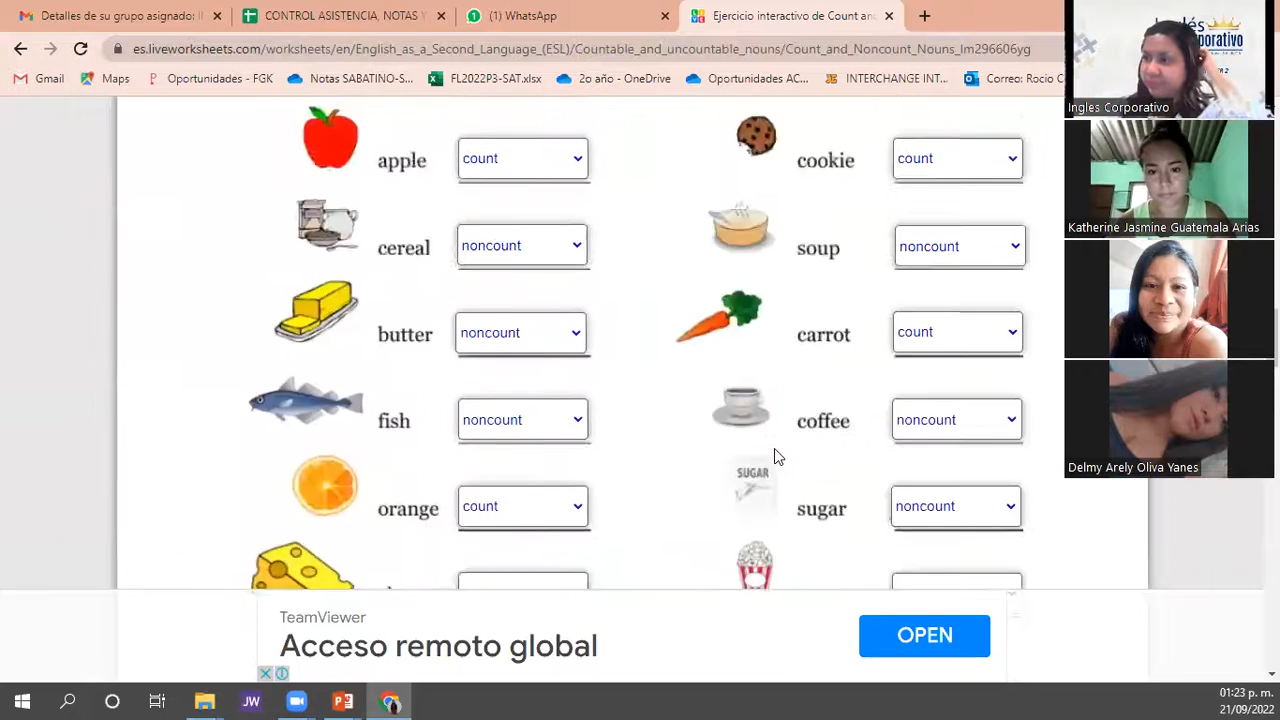 Detalles de su grupo asignado: I
CONTROL ASISTENCIA, NOTAS Y
(1) WhatsApp
Ejercicio interactivo de Count and
es.liveworksheets.com/worksheets/en/English_as_a_Second_Language_(ESL)/Countable_and_uncountable_nouns/Count_and_Noncount_Nouns_lm296606yg
Gmail
Maps
Oportunidades - FGK
Notas SABATINO-S...
FL2022P3-SAT.xlsx
2o año - OneDrive
Oportunidades AC...
INTERCHANGE INT...
Correo: Rocio C
Ingles Corporativo
Katherine Jasmine Guatemala Arias
Delmy Arely Oliva Yanes
apple count
cookie count
cereal noncount
soup noncount
butter noncount
carrot count
fish noncount
coffee noncount
orange count
SUGAR
sugar noncount
TeamViewer
Acceso remoto global
OPEN
JW
01:23 p. m.
21/09/2022